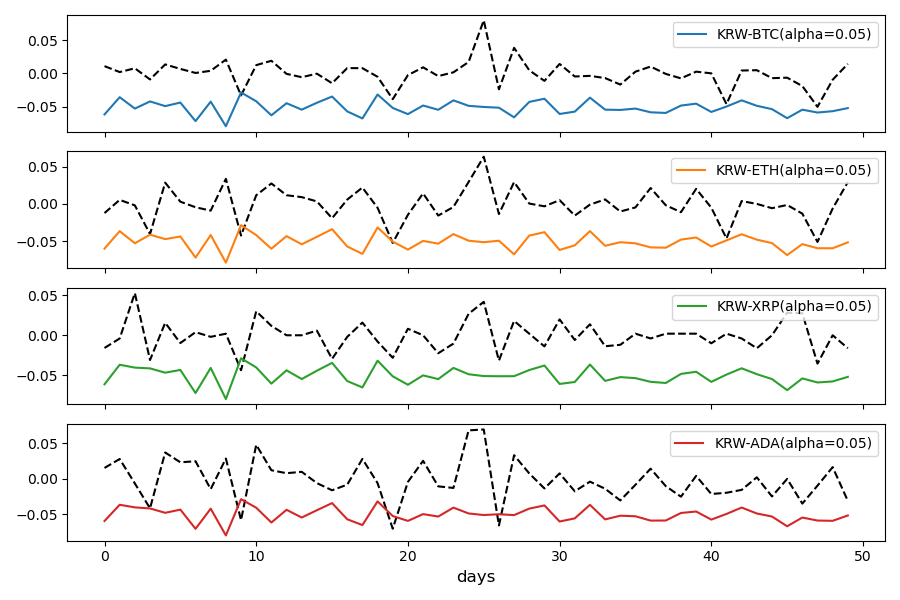 KRW-BTC(alpha=0.05)
0.05
0.00
−0.05
KRW-ETH(alpha=0.05)
0.05
0.00
−0.05
KRW-XRP(alpha=0.05)
0.05
0.00
−0.05
KRW-ADA(alpha=0.05)
0.05
0.00
−0.05
0 10 20 30 40 50
days